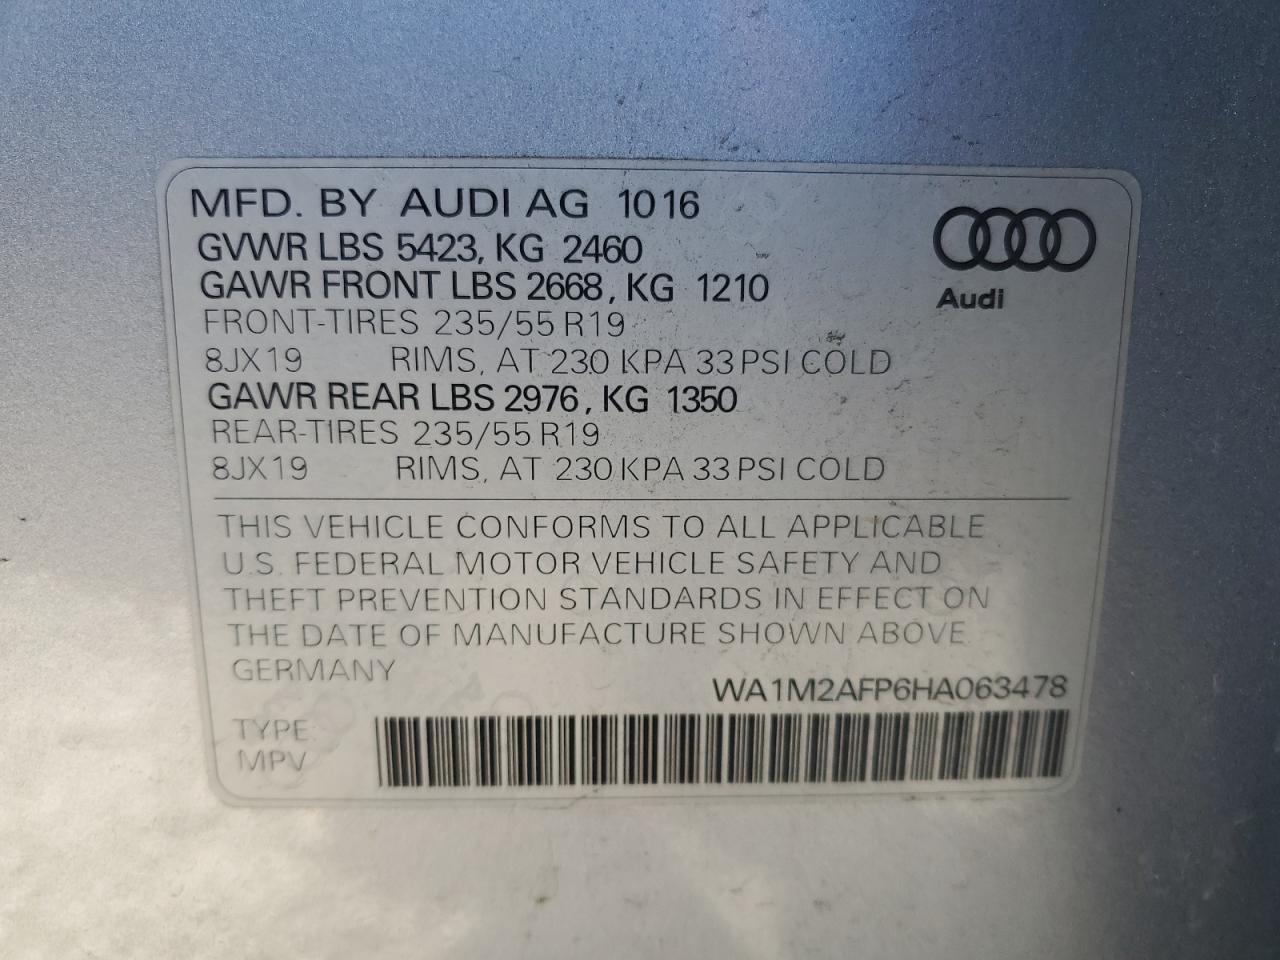 MFD. BY AUDI AG 10 16
GVWR LBS 5423, KG 2460
GAWR FRONT LBS 2668, KG 1210
FRONT-TIRES 235/55 R19
8JX19 RIMS, AT 230 KPA 33 PSI COLD
GAWR REAR LBS 2976, KG 1350
REAR-TIRES 235/55 R19
8JX19 RIMS, AT 230 KPA 33 PSI COLD
Audi
THIS VEHICLE CONFORMS TO ALL APPLICABLE
U.S. FEDERAL MOTOR VEHICLE SAFETY AND
THEFT PREVENTION STANDARDS IN EFFECT ON
THE DATE OF MANUFACTURE SHOWN ABOVE
GERMANY
WA1M2AFP6HA063478
TYPE:
MPV